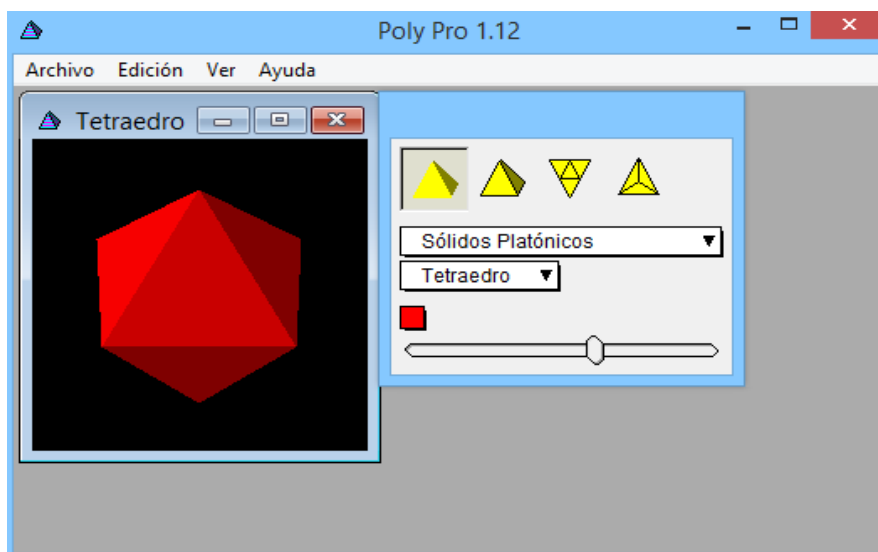 Poly Pro 1.12
Archivo Edición Ver Ayuda
Tetraedro
Sólidos Platónicos
Tetraedro